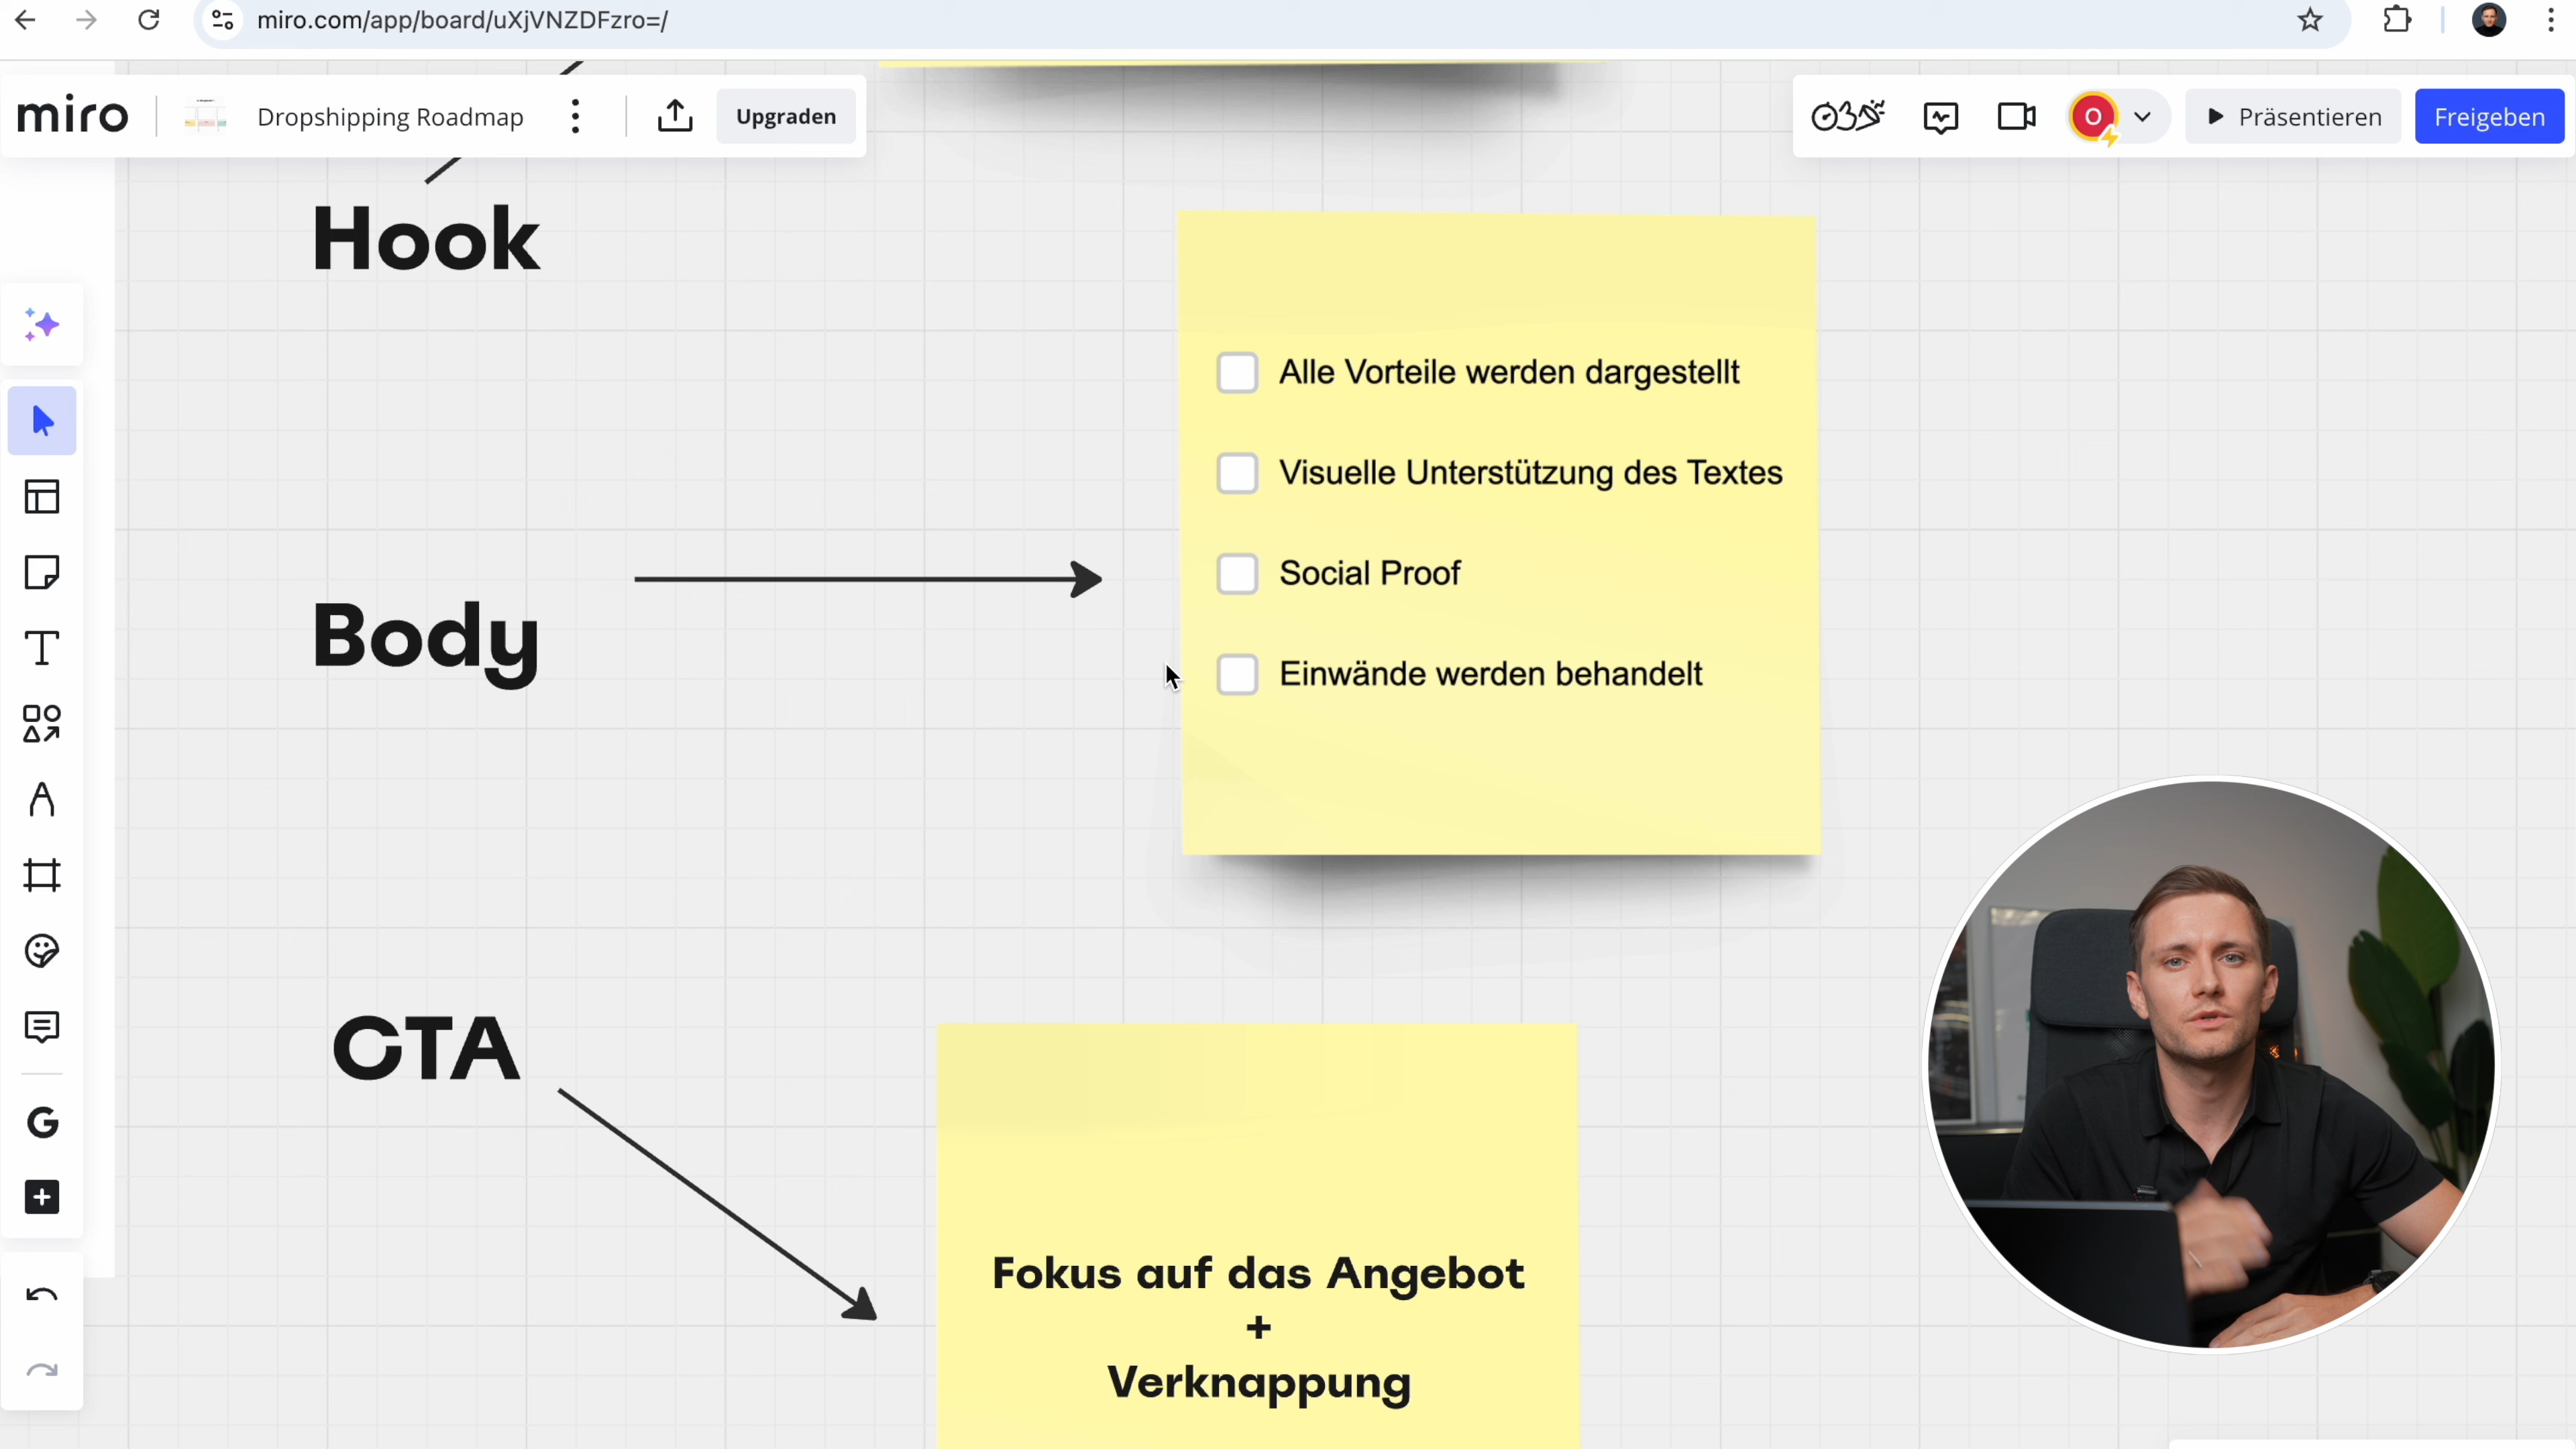 miro.com/app/board/uXjVNZDFzro=/
miro
Dropshipping Roadmap
Upgraden
O
Präsentieren
Freigeben
Hook
Alle Vorteile werden dargestellt
Visuelle Unterstützung des Textes
Social Proof
Einwände werden behandelt
Body
CTA
Fokus auf das Angebot
+
Verknappung